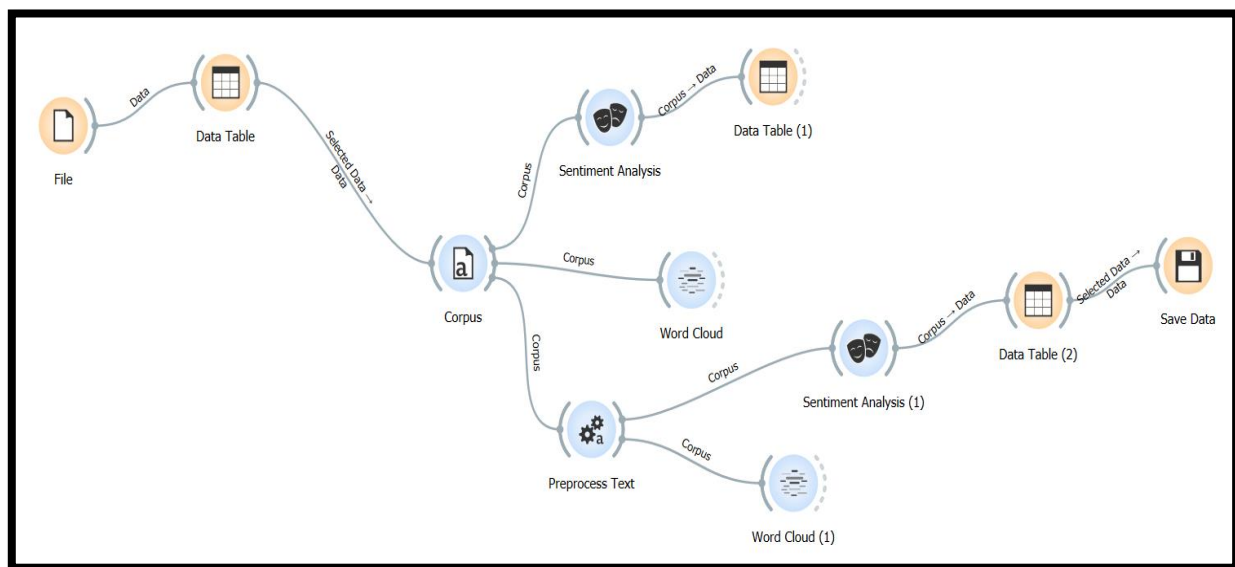 File
Data
Data Table
Selected Data →
Data
Corpus
Corpus
Sentiment Analysis
Corpus → Data
Data Table (1)
Corpus
Word Cloud
Corpus
Preprocess Text
Corpus
Sentiment Analysis (1)
Corpus → Data
Data Table (2)
Selected Data →
Data
Save Data
Corpus
Word Cloud (1)
a
a